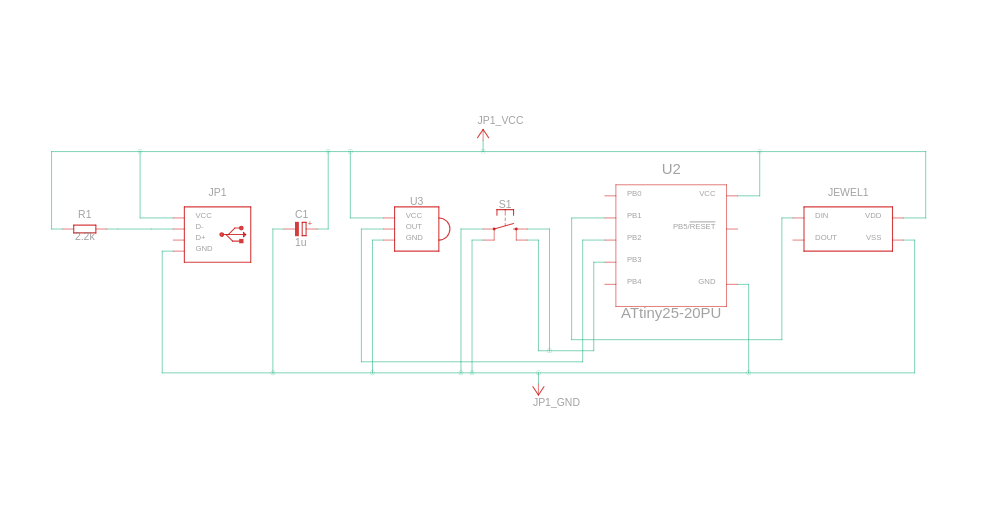 JP1_VCC
U2
JP1
U3
S1
JEWEL1
R1
2.2k
VCC
D-
D+
GND
C1
+
1u
VCC
OUT
GND
PB0
PB1
PB2
PB3
PB4
VCC
PB5/RESET
GND
ATtiny25-20PU
DIN
DOUT
VDD
VSS
JP1_GND